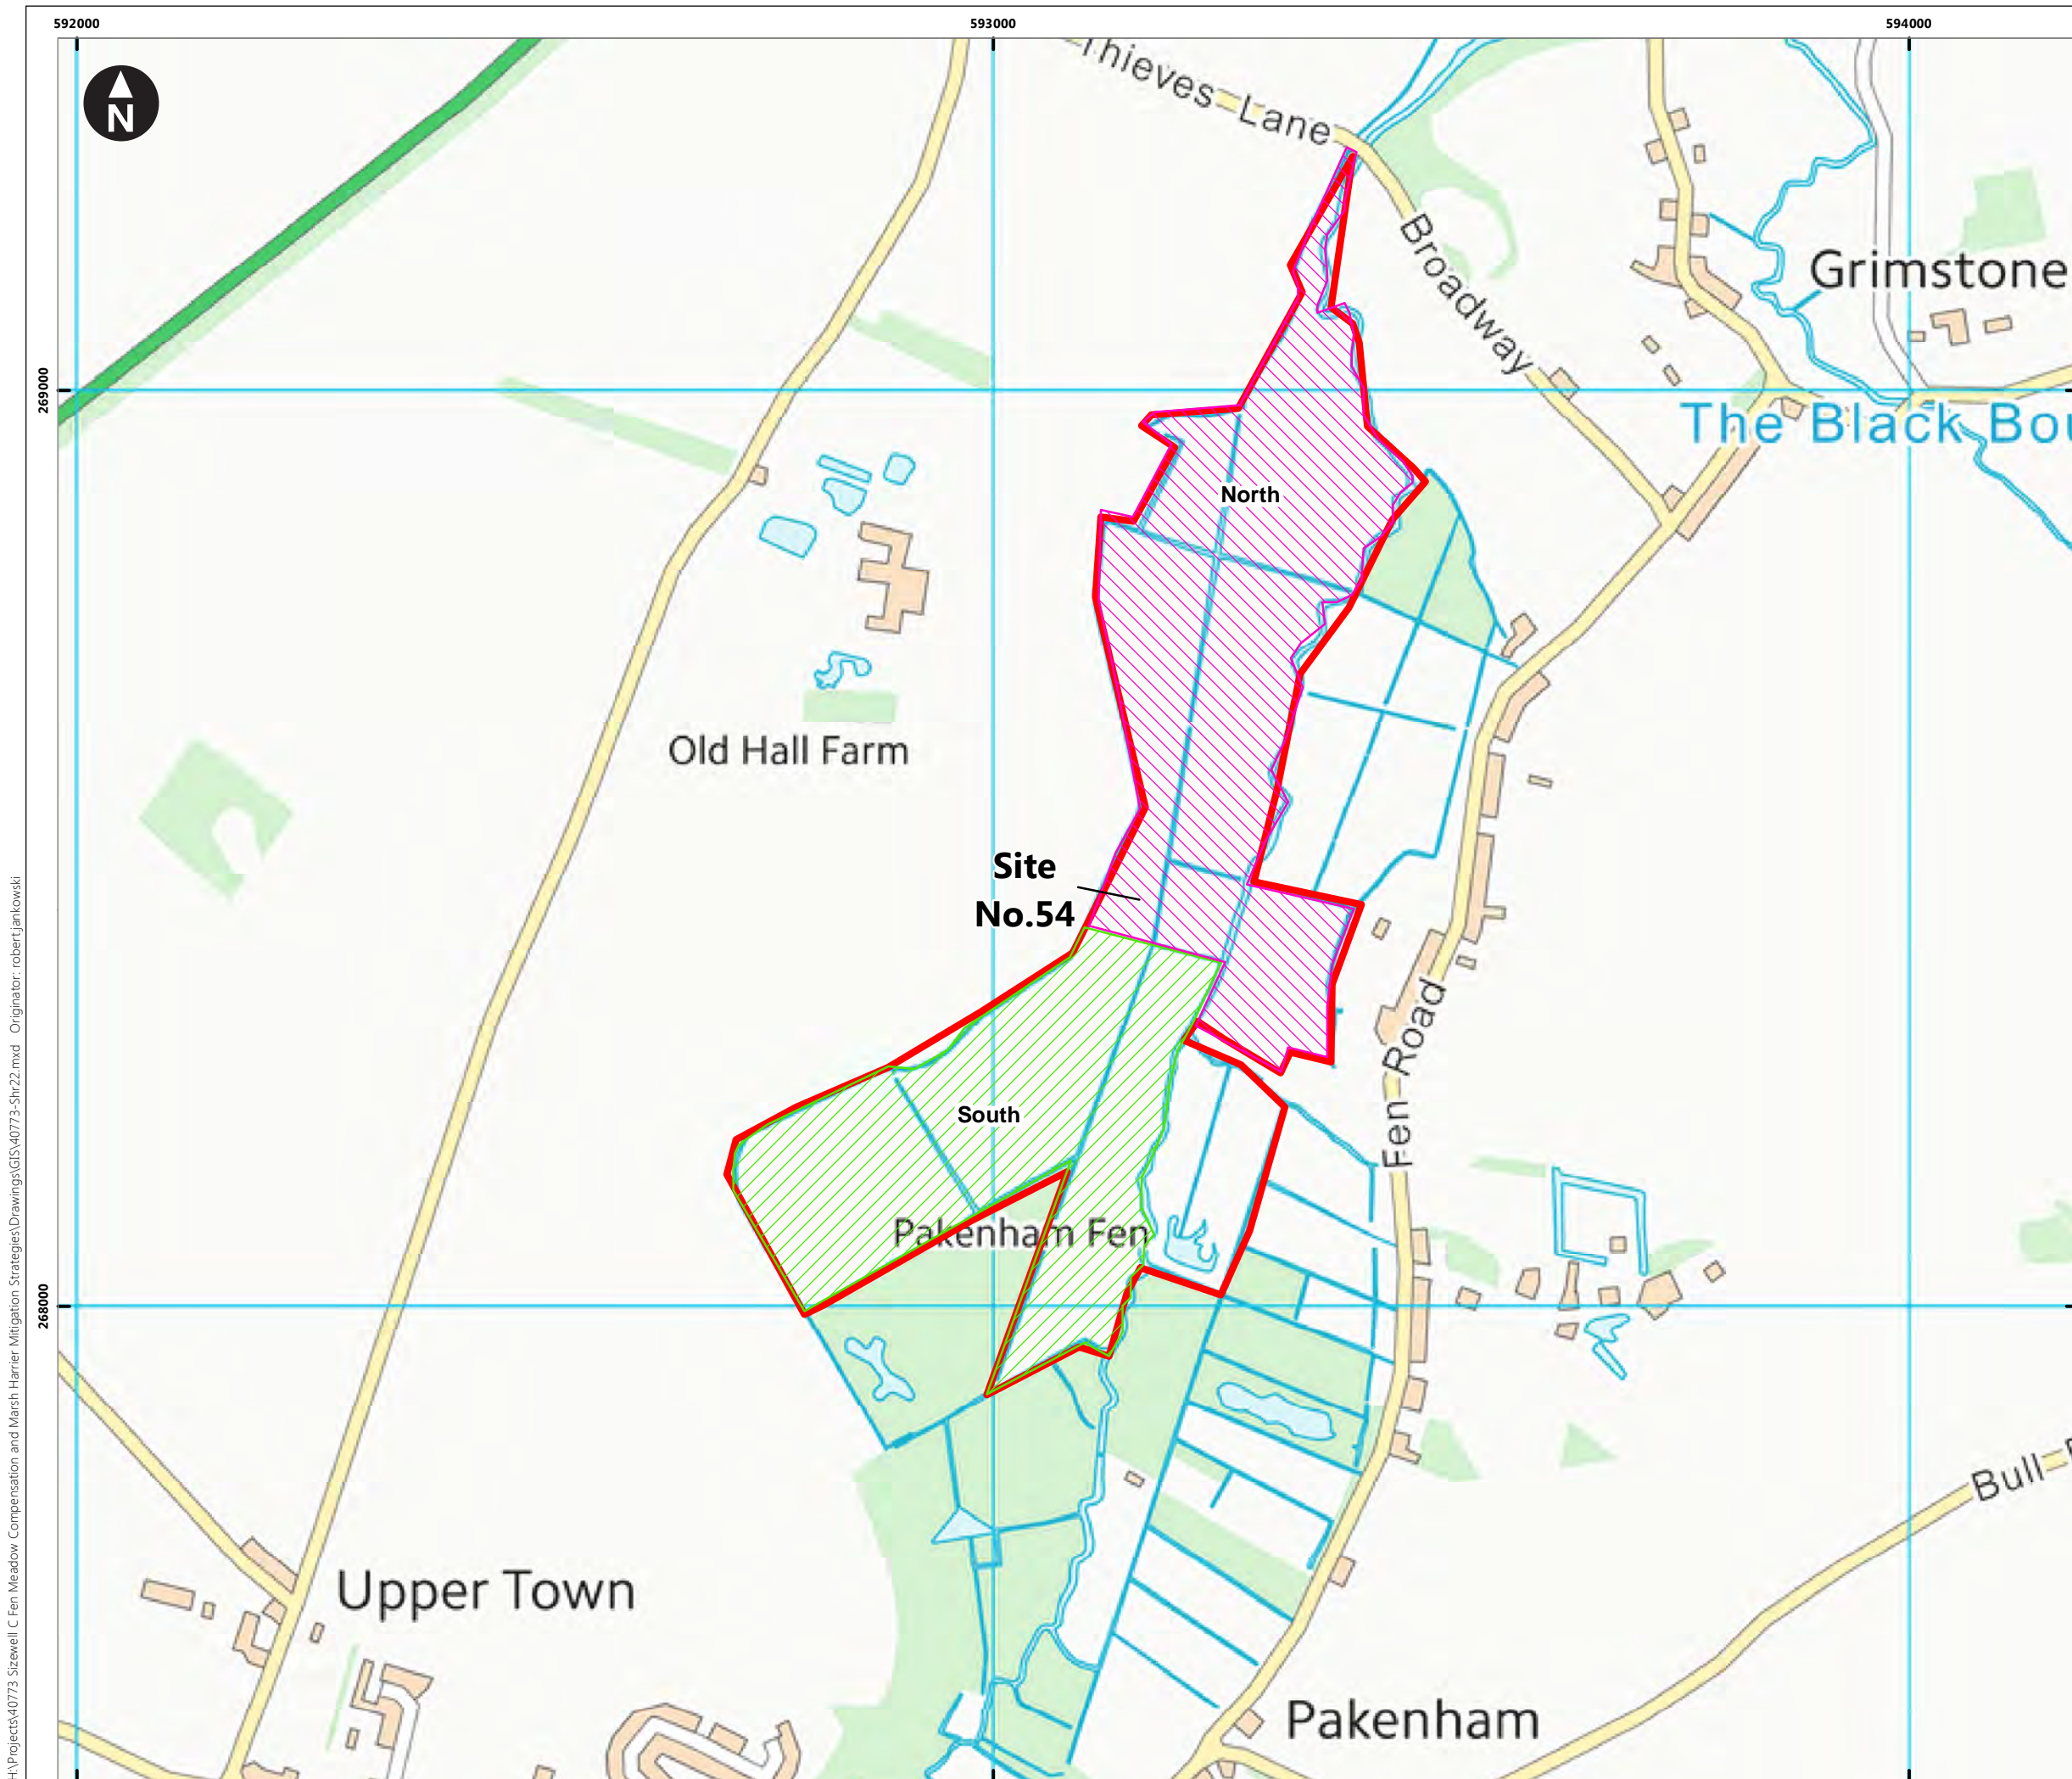 592000
593000
594000
N
Thieves Lane
Broadway
Grimstone
269000
The Black Bou
North
Old Hall Farm
Site
No.54
Fen Road
South
Pakenham Fen
268000
Bull
Upper Town
Pakenham
H:\Projects\40773 Sizewell C Fen Meadow Compensation and Marsh Harrier Mitigation Strategies\Drawings\GIS\40773-Shr22.mxd Originator: robert.jankowski